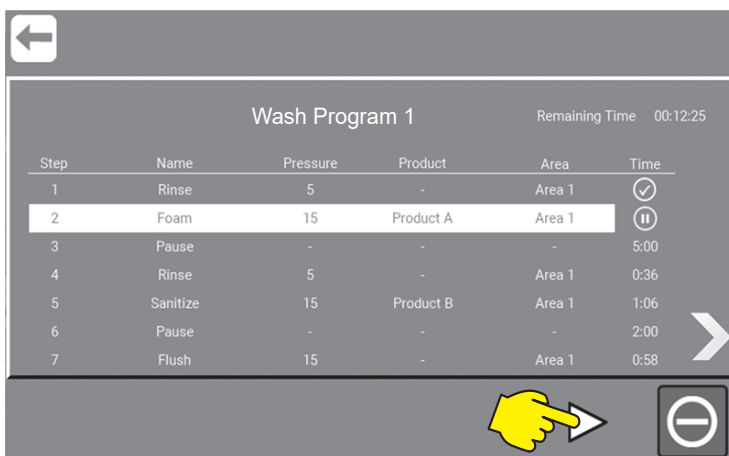 Wash Program 1 Remaining Time 00:12:25
Step Name Pressure Product Area Time
1 Rinse 5 - Area 1
2 Foam 15 Product A Area 1
3 Pause - - - 5:00
4 Rinse 5 - Area 1 0:36
5 Sanitize 15 Product B Area 1 1:06
6 Pause - - - 2:00
7 Flush 15 - Area 1 0:58